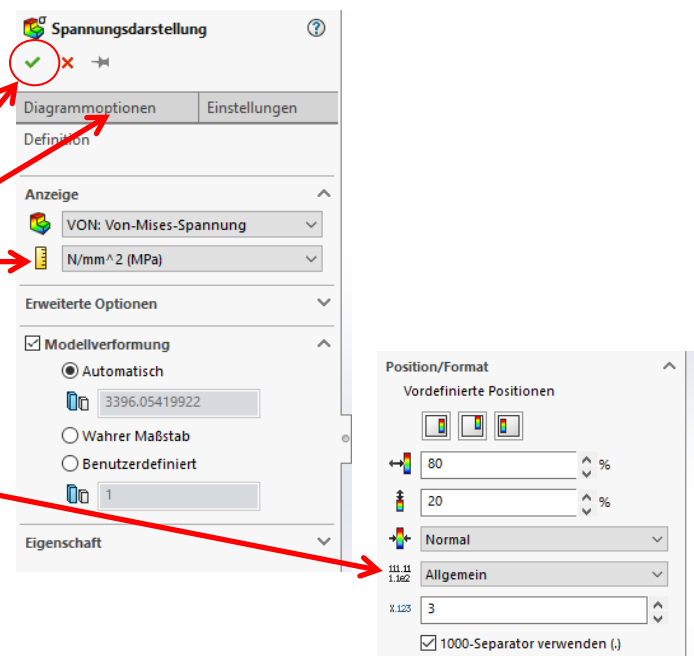 Spannungsdarstellung
Diagrammoptionen Einstellungen
Definition
Anzeige
VON: Von-Mises-Spannung
N/mm^2 (MPa)
Erweiterte Optionen
Modellverformung
Automatisch
3396.05419922
Wahrer Maßstab
Benutzerdefiniert
1
Eigenschaft
Position/Format
Vordefinierte Positionen
80 %
20 %
Normal
111.11
1.1e2
Allgemein
X.123 3
1000-Separator verwenden (.)